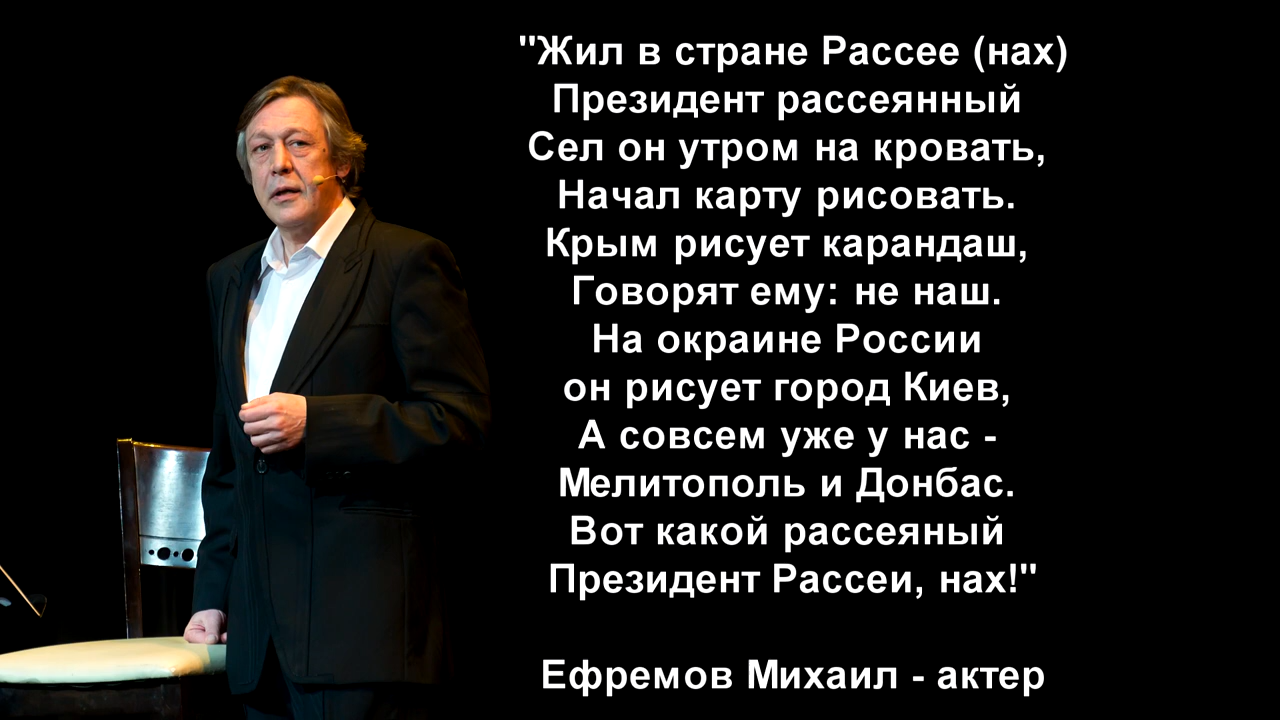 "Жил в стране Рассее (нах)
Президент рассеянный
Сел он утром на кровать,
Начал карту рисовать.
Крым рисует карандаш,
Говорят ему: не наш.
На окраине России
он рисует город Киев,
А совсем уже у нас -
Мелитополь и Донбас.
Вот какой рассеяный
Президент Рассеи, нах!"
Ефремов Михаил - актер